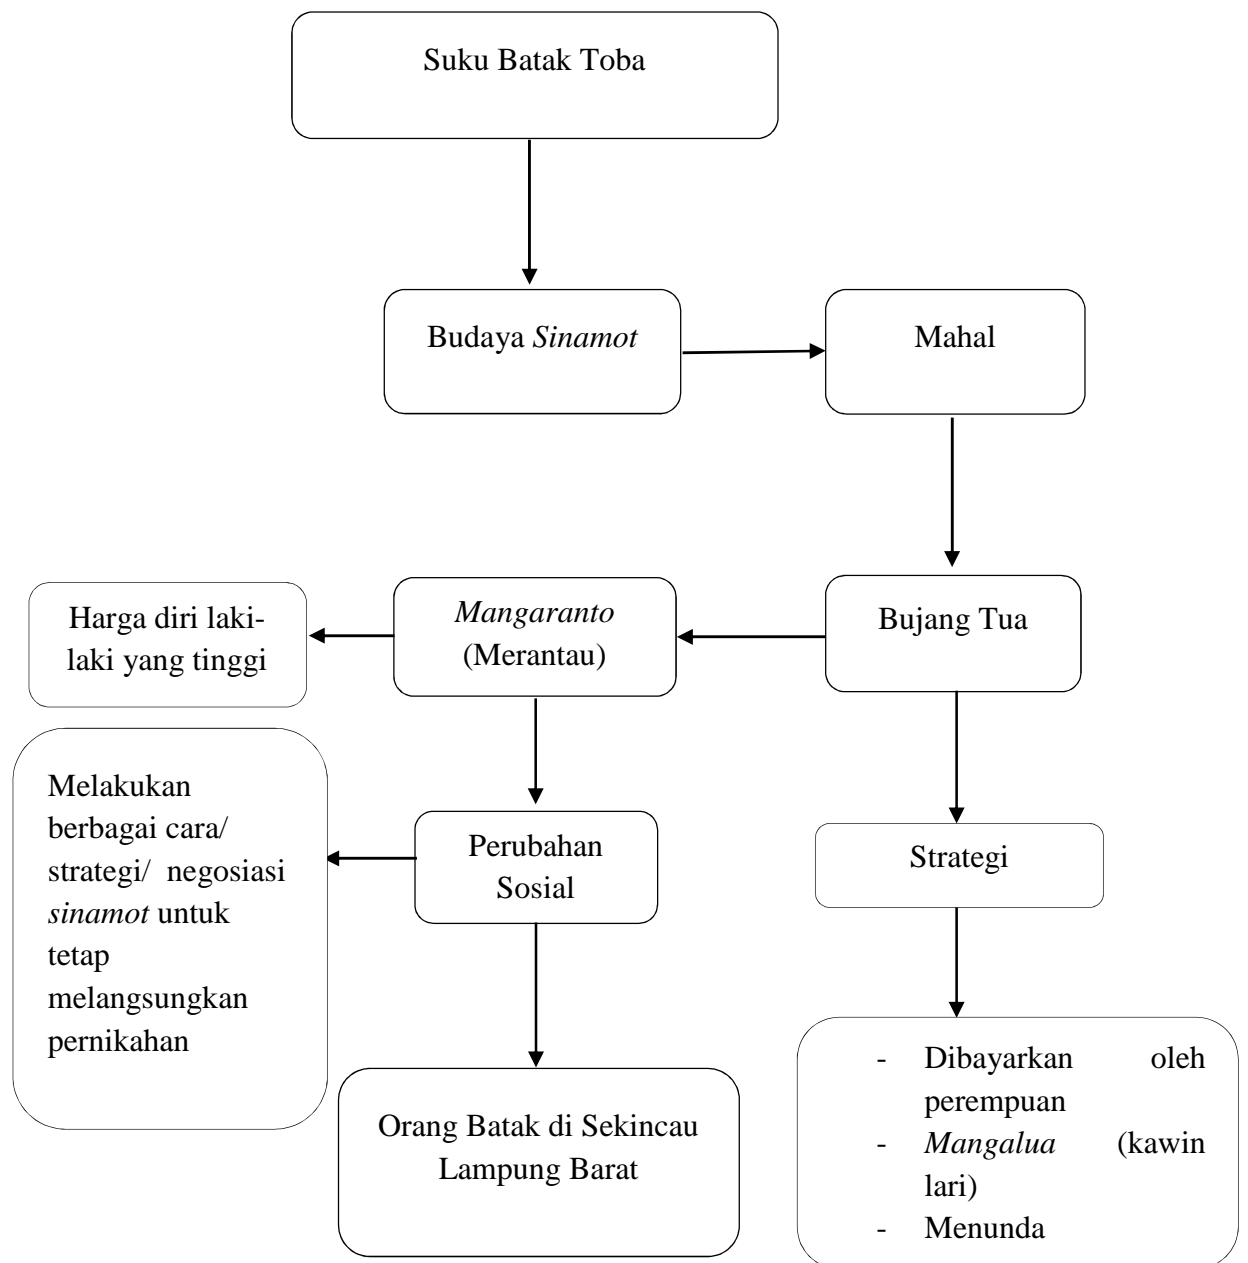 Suku Batak Toba
Budaya Sinamot
Mahal
Harga diri laki-
laki yang tinggi
Mangaranto
(Merantau)
Bujang Tua
Melakukan
berbagai cara/
strategi/ negosiasi
sinamot untuk
tetap
melangsungkan
pernikahan
Perubahan
Sosial
Strategi
Orang Batak di Sekincau
Lampung Barat
- Dibayarkan oleh
perempuan
- Mangalua (kawin
lari)
- Menunda